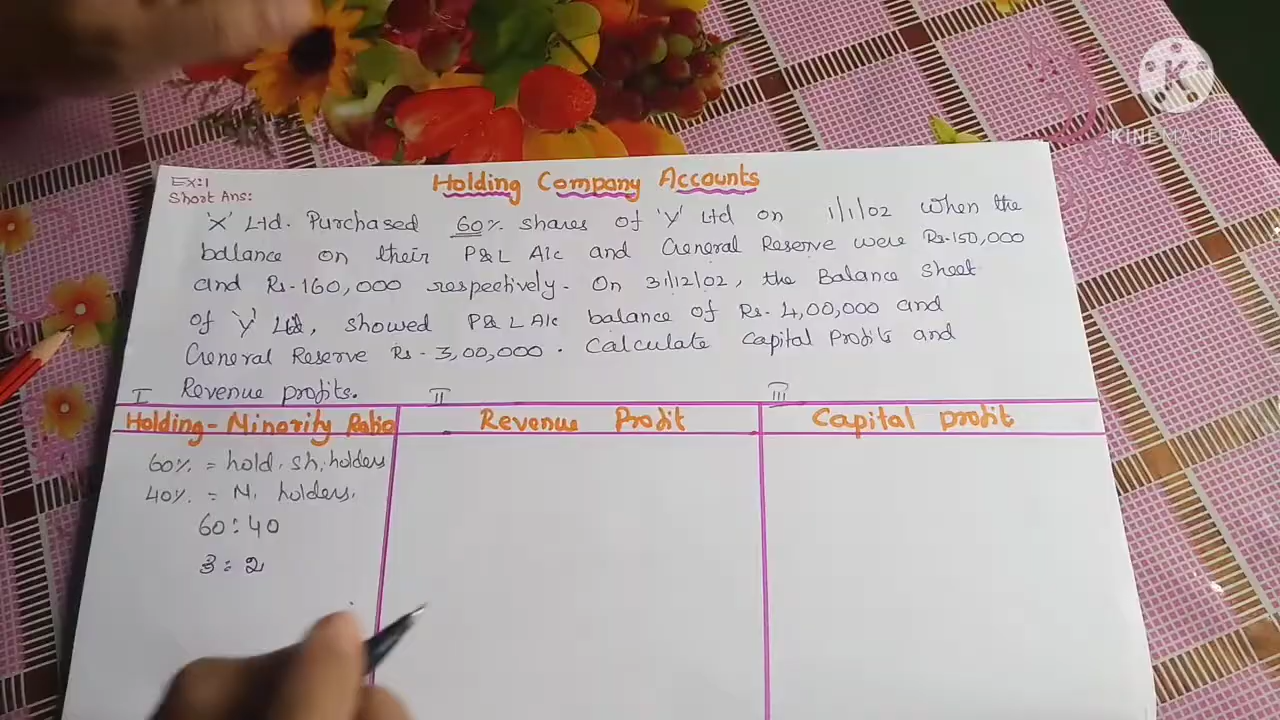 Ex:1
Short Ans:
Holding Company Accounts
'X' Ltd. Purchased 60% shares of 'Y' Ltd on 1/1/02 when the
balance on their P&L A/c and General Reserve were Rs.150,000
and Rs.160,000 respectively. On 31/12/02, the Balance sheet
of 'Y' Ltd, showed P&L A/c balance of Rs. 4,00,000 and
General Reserve Rs. 3,00,000. Calculate Capital Profits and
Revenue profits.
I II III
Holding-Minority Ratio Revenue Profit Capital profit
60% = hold. sh. holders
40% = M. holders.
60:40
3:2
K
KINEMASTER